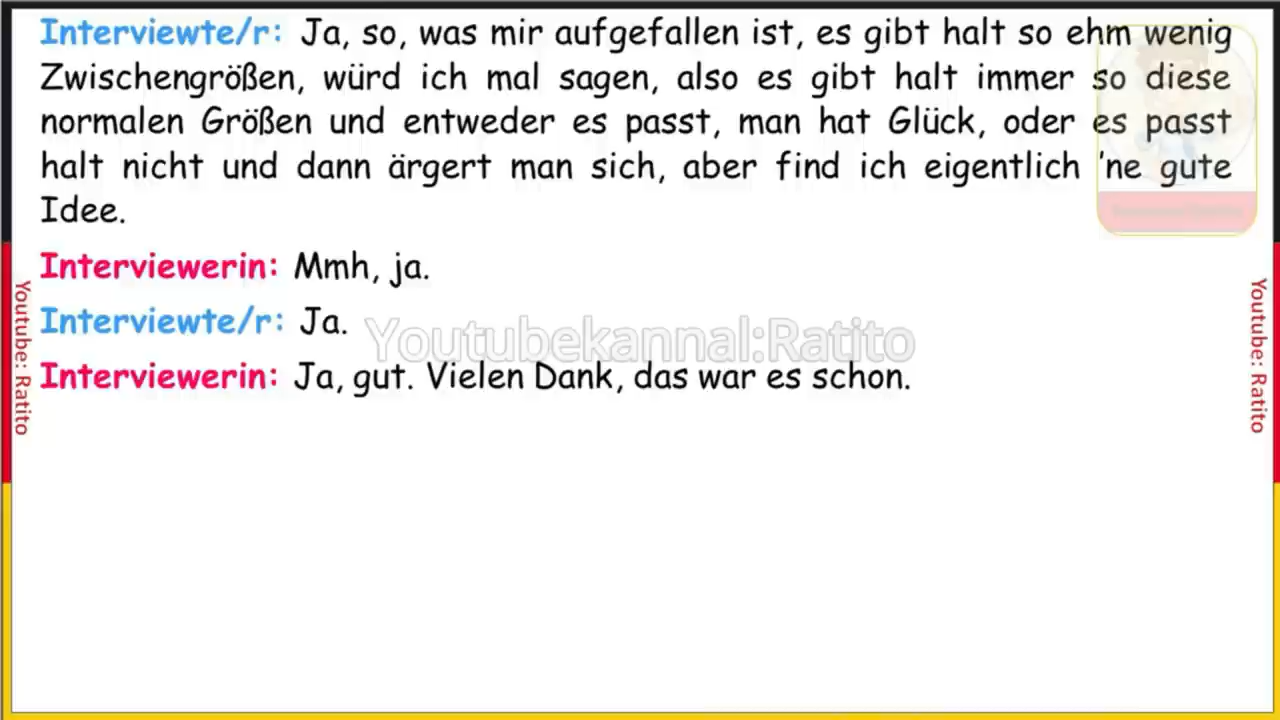 Interviewte/r: Ja, so, was mir aufgefallen ist, es gibt halt so ehm wenig
Zwischengrößen, würd ich mal sagen, also es gibt halt immer so diese
normalen Größen und entweder es passt, man hat Glück, oder es passt
halt nicht und dann ärgert man sich, aber find ich eigentlich 'ne gute
Idee.
Interviewerin: Mmh, ja.
Interviewte/r: Ja.
Youtubekannal:Ratito
Interviewerin: Ja, gut. Vielen Dank, das war es schon.
Youtube: Ratito
Youtube: Ratito